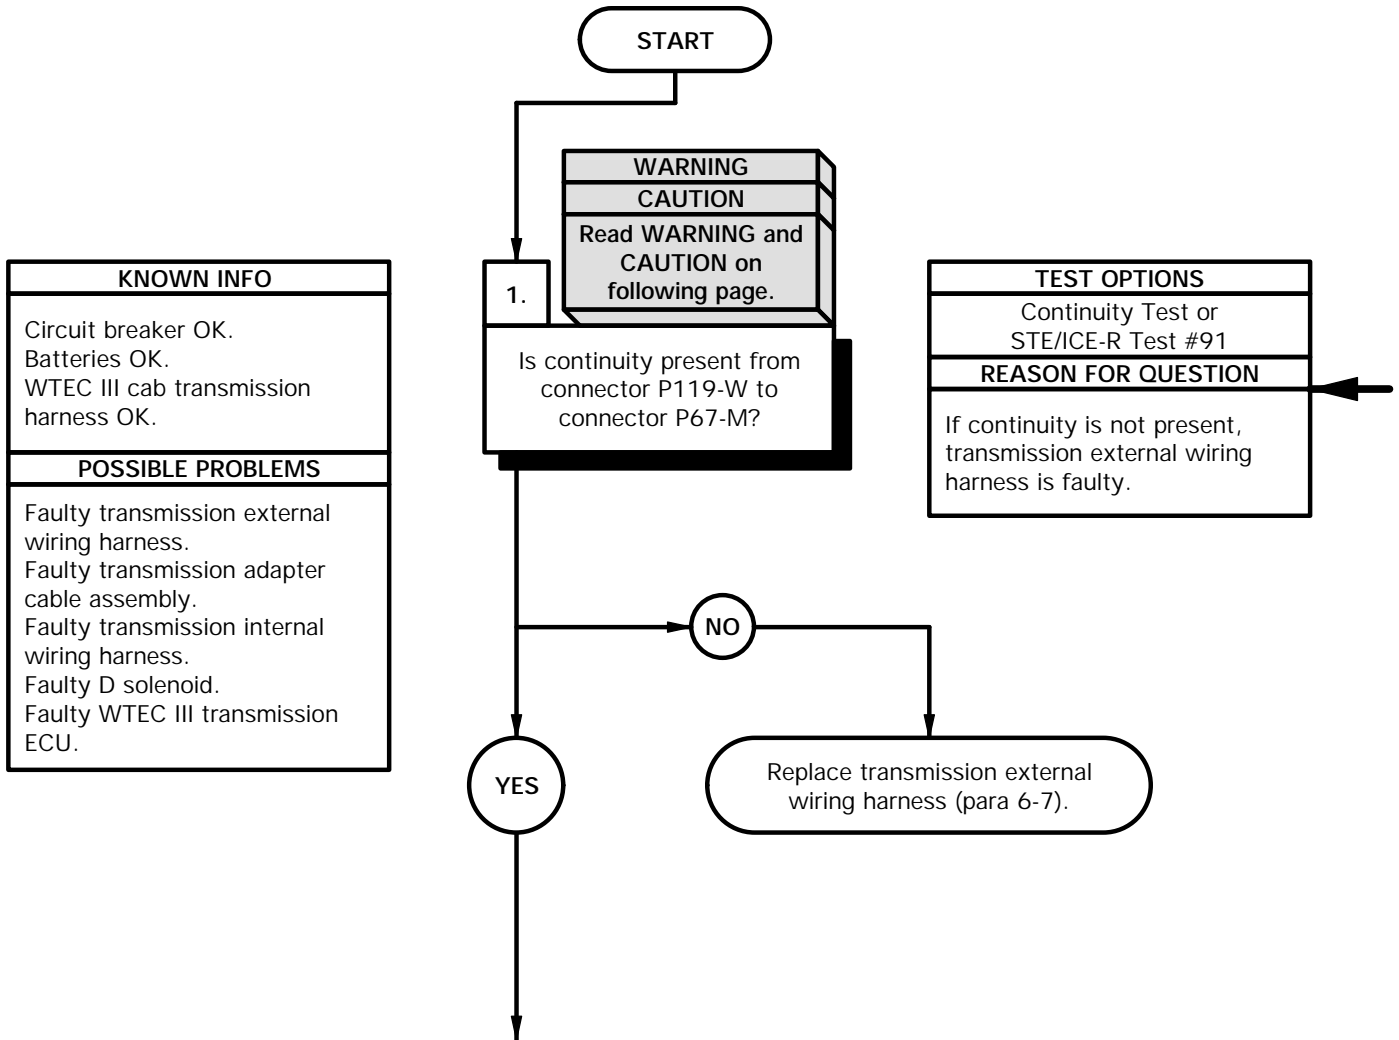 START
WARNING
CAUTION
Read WARNING and
CAUTION on
following page.
1.
Is continuity present from
connector P119-W to
connector P67-M?
KNOWN INFO
Circuit breaker OK.
Batteries OK.
WTEC III cab transmission
harness OK.
POSSIBLE PROBLEMS
Faulty transmission external
wiring harness.
Faulty transmission adapter
cable assembly.
Faulty transmission internal
wiring harness.
Faulty D solenoid.
Faulty WTEC III transmission
ECU.
TEST OPTIONS
Continuity Test or
STE/ICE-R Test #91
REASON FOR QUESTION
If continuity is not present,
transmission external wiring
harness is faulty.
NO
YES
Replace transmission external
wiring harness (para 6-7).